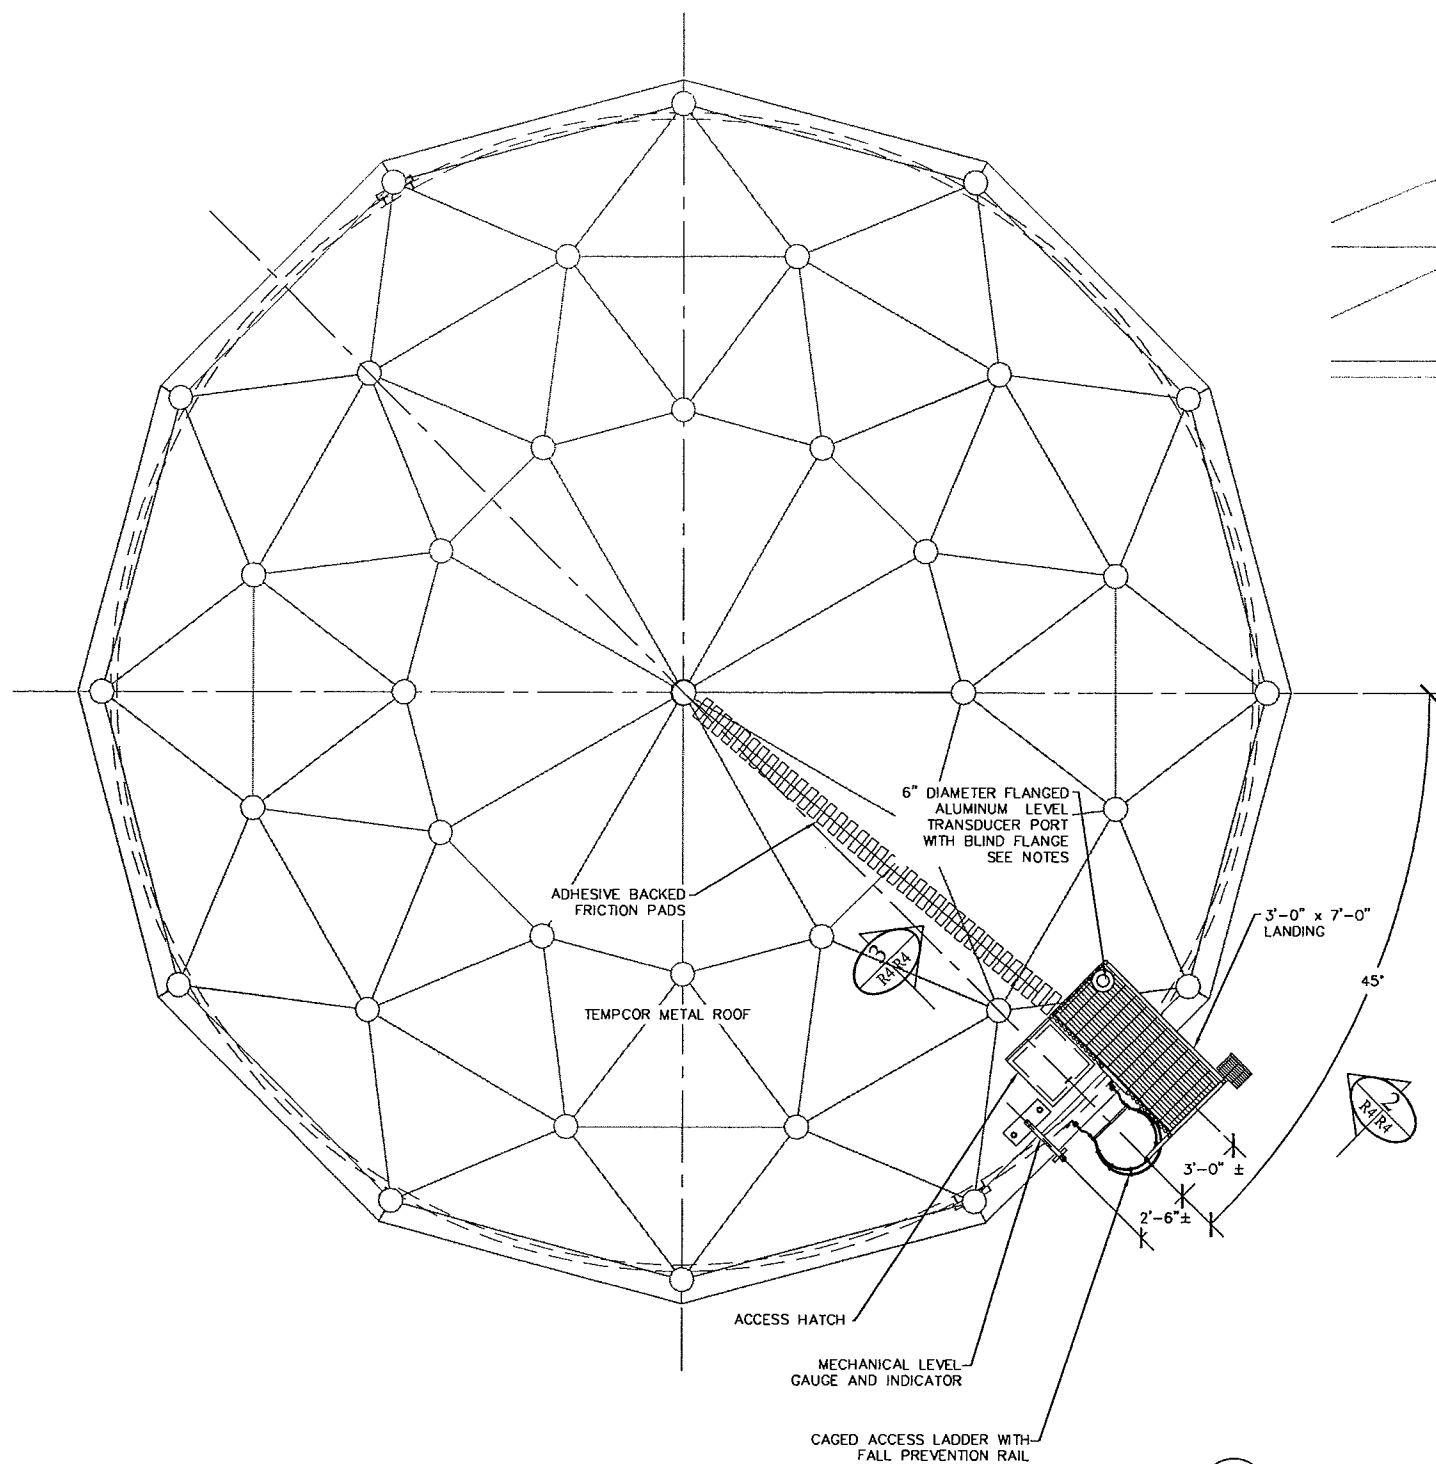 6" DIAMETER FLANGED
ALUMINUM LEVEL
TRANSDUCER PORT
WITH BLIND FLANGE
SEE NOTES
ADHESIVE BACKED
FRICTION PADS
3'-0" x 7'-0"
LANDING
3
R4 R4
45°
TEMPCOR METAL ROOF
2
R4 R4
3'-0" ±
2'-6"±
ACCESS HATCH
MECHANICAL LEVEL
GAUGE AND INDICATOR
CAGED ACCESS LADDER WITH
FALL PREVENTION RAIL